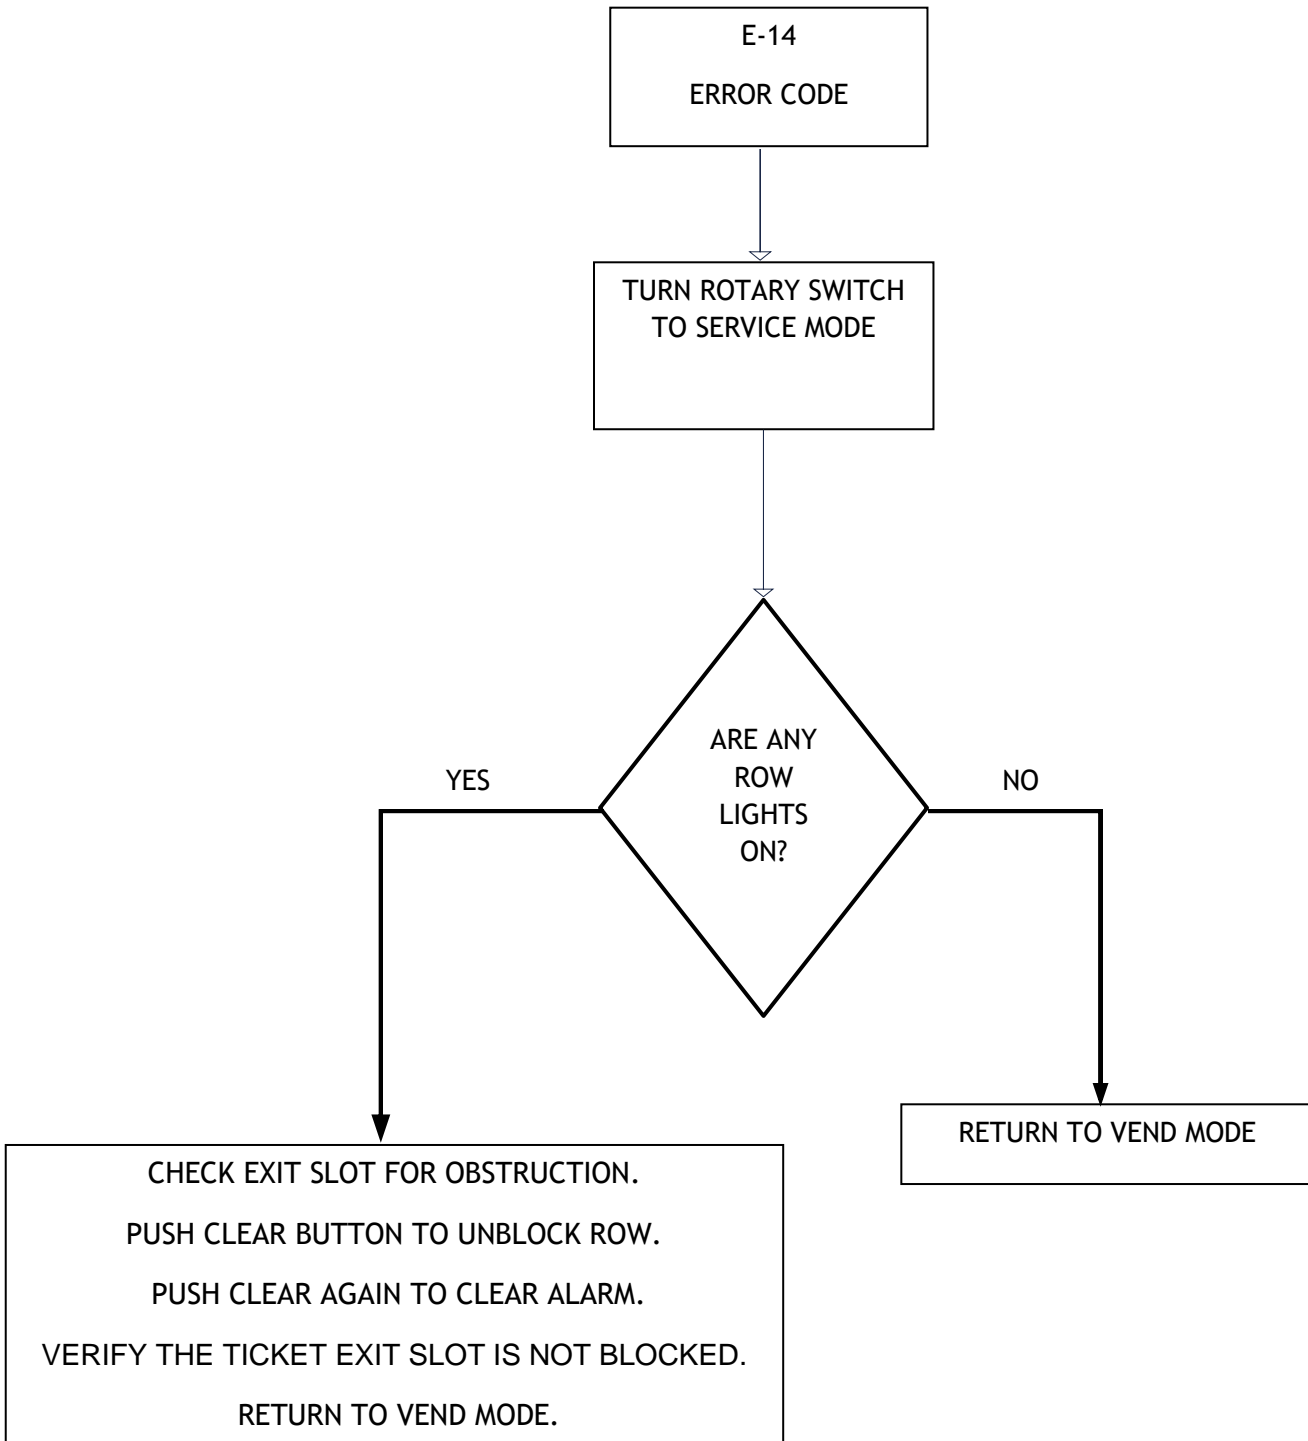 E-14
ERROR CODE
TURN ROTARY SWITCH
TO SERVICE MODE
ARE ANY
ROW
LIGHTS
ON?
YES
NO
RETURN TO VEND MODE
CHECK EXIT SLOT FOR OBSTRUCTION.
PUSH CLEAR BUTTON TO UNBLOCK ROW.
PUSH CLEAR AGAIN TO CLEAR ALARM.
VERIFY THE TICKET EXIT SLOT IS NOT BLOCKED.
RETURN TO VEND MODE.